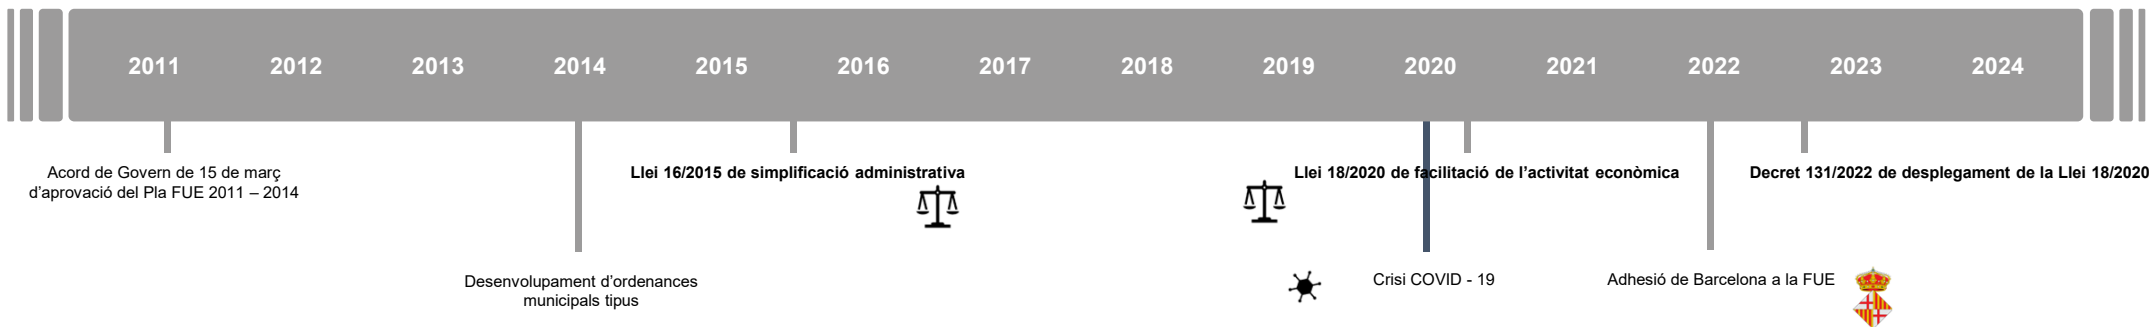 2011 2012 2013 2014 2015 2016 2017 2018 2019 2020 2021 2022 2023 2024
Acord de Govern de 15 de març
d’aprovació del Pla FUE 2011 – 2014
Llei 16/2015 de simplificació administrativa
Llei 18/2020 de facilitació de l’activitat econòmica
Decret 131/2022 de desplegament de la Llei 18/2020
Desenvolupament d’ordenances
municipals tipus
Crisi COVID - 19
Adhesió de Barcelona a la FUE